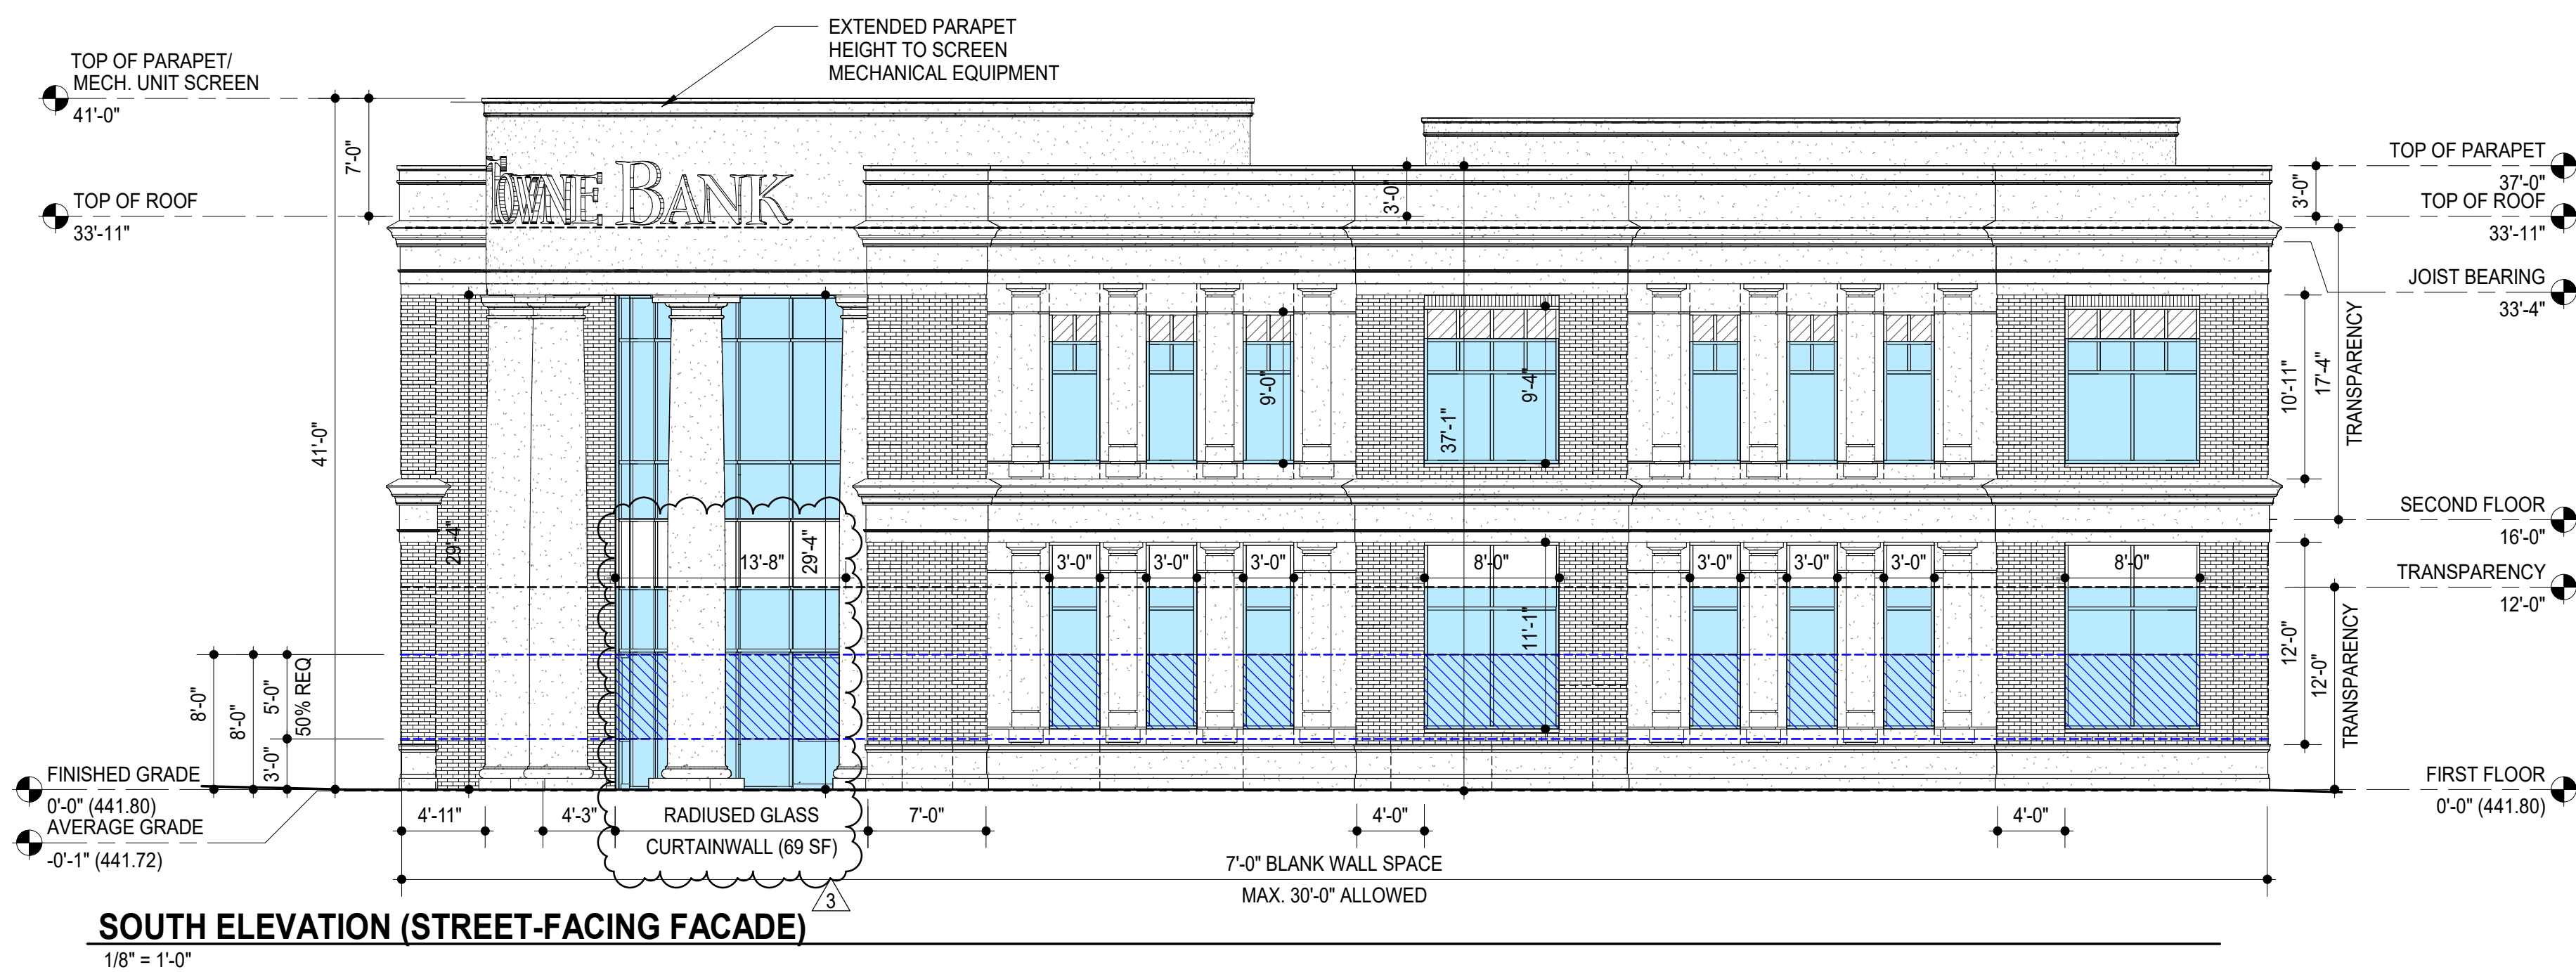 EXTENDED PARAPET
HEIGHT TO SCREEN
MECHANICAL EQUIPMENT
TOP OF PARAPET/
MECH. UNIT SCREEN
41'-0"
TOP OF ROOF
33'-11"
7'-0"
41'-0"
TOWNE BANK
3'-0"
3'-0"
TOP OF PARAPET
37'-0"
TOP OF ROOF
33'-11"
JOIST BEARING
33'-4"
9'-0"
9'-4"
37'-1"
10'-11"
17'-4"
TRANSPARENCY
SECOND FLOOR
16'-0"
29'-4"
13'-8"
29'-4"
3'-0"
3'-0"
3'-0"
8'-0"
3'-0"
3'-0"
3'-0"
8'-0"
TRANSPARENCY
12'-0"
11'-1"
12'-0"
12'-0"
TRANSPARENCY
8'-0"
8'-0"
5'-0"
50% REQ
3'-0"
FINISHED GRADE
0'-0" (441.80)
AVERAGE GRADE
-0'-1" (441.72)
FIRST FLOOR
0'-0" (441.80)
4'-11"
4'-3"
RADIUSED GLASS
CURTAINWALL (69 SF)
7'-0"
4'-0"
4'-0"
7'-0" BLANK WALL SPACE
MAX. 30'-0" ALLOWED
3
SOUTH ELEVATION (STREET-FACING FACADE)
1/8" = 1'-0"